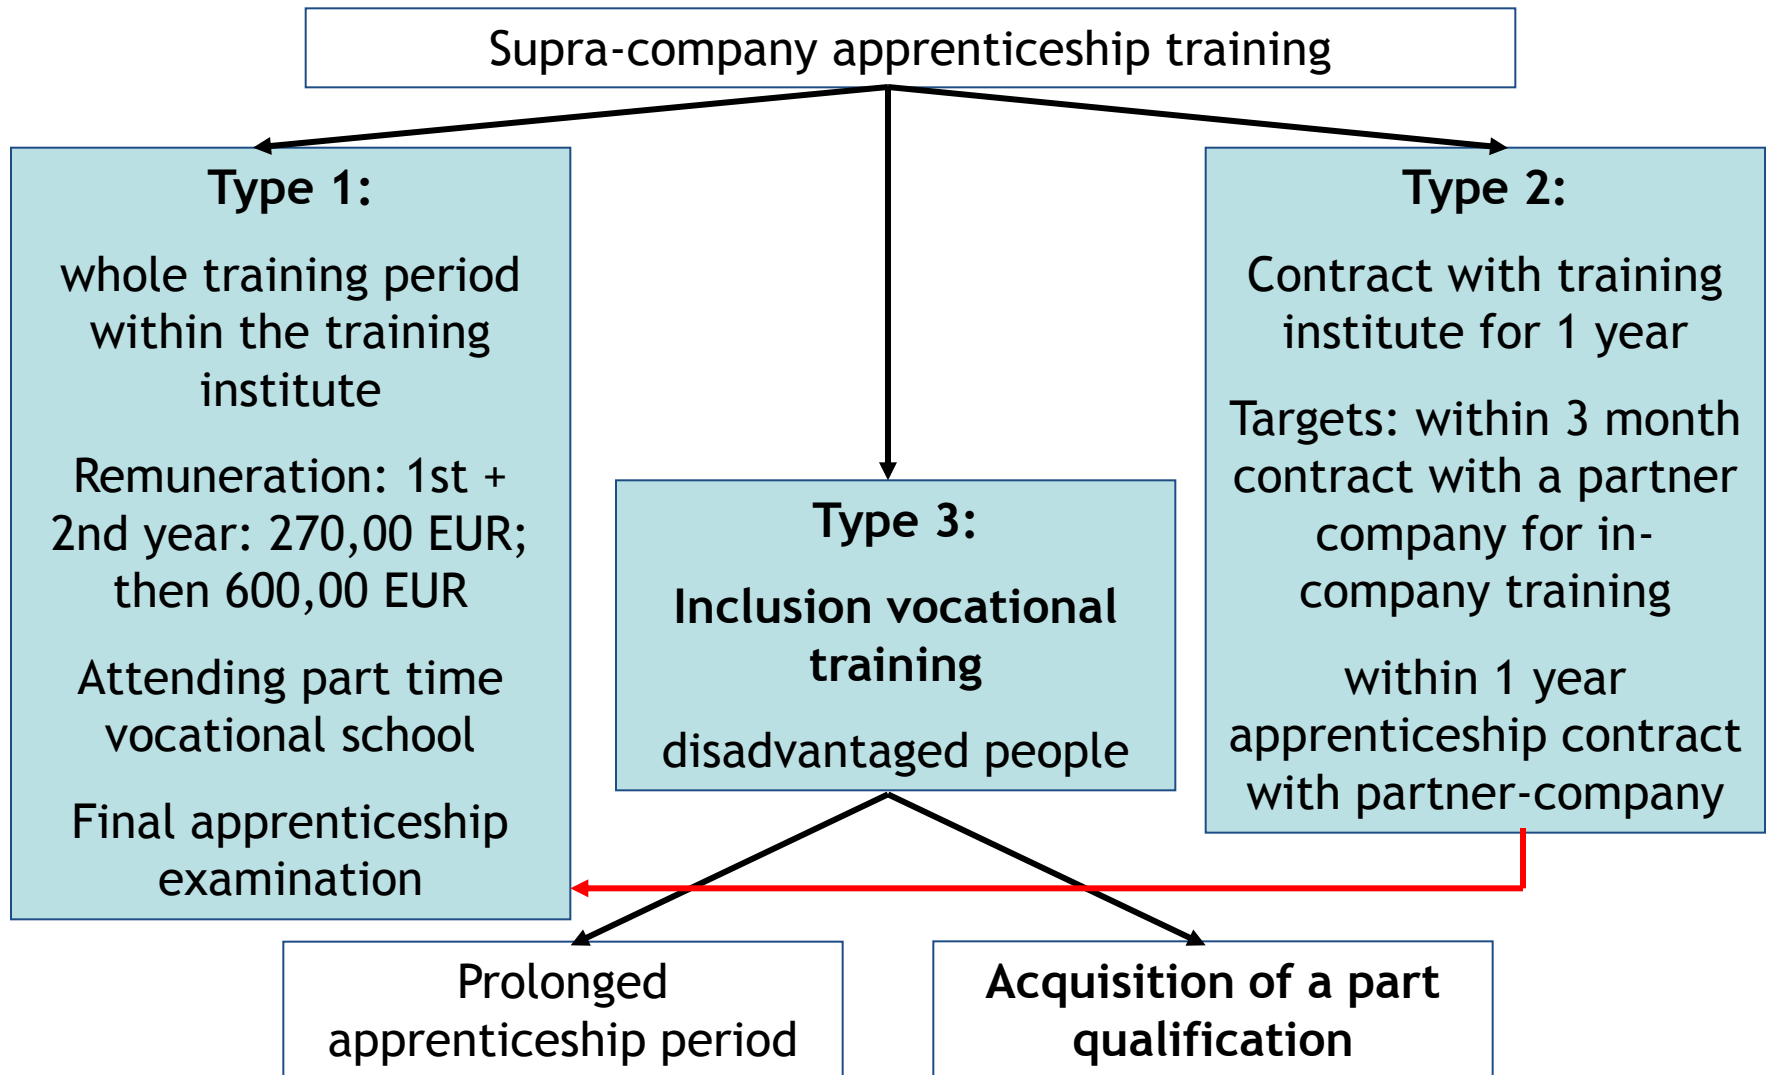 Supra-company apprenticeship training
Type 1:
whole training period
within the training
institute
Remuneration: 1st +
2nd year: 270,00 EUR;
then 600,00 EUR
Attending part time
vocational school
Final apprenticeship
examination
Type 3:
Inclusion vocational
training
disadvantaged people
Type 2:
Contract with training
institute for 1 year
Targets: within 3 month
contract with a partner
company for in-
company training
within 1 year
apprenticeship contract
with partner-company
Prolonged
apprenticeship period
Acquisition of a part
qualification